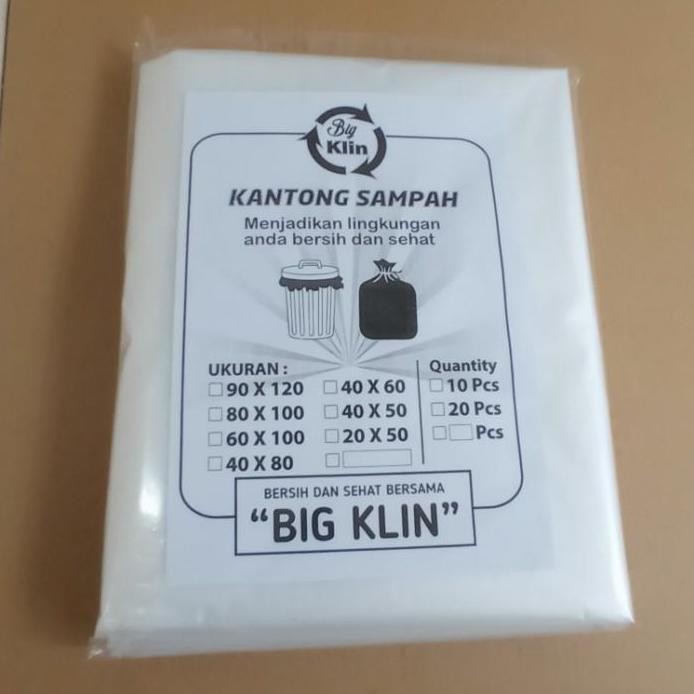 Big
Klin
KANTONG SAMPAH
Menjadikan lingkungan
anda bersih dan sehat
UKURAN :
90 X 120
80 X 100
60 X 100
40 X 80
40 X 60
40 X 50
20 X 50
Quantity
10 Pcs
20 Pcs
Pcs
BERSIH DAN SEHAT BERSAMA
“BIG KLIN”